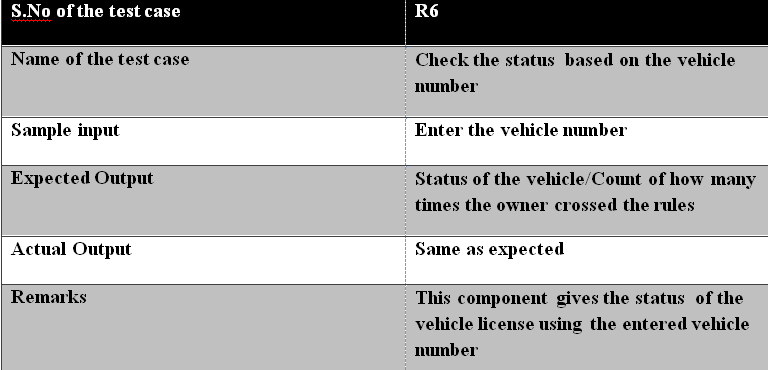 S.No of the test case R6
Name of the test case Check the status based on the vehicle
number
Sample input Enter the vehicle number
Expected Output Status of the vehicle/Count of how many
times the owner crossed the rules
Actual Output Same as expected
Remarks This component gives the status of the
vehicle license using the entered vehicle
number